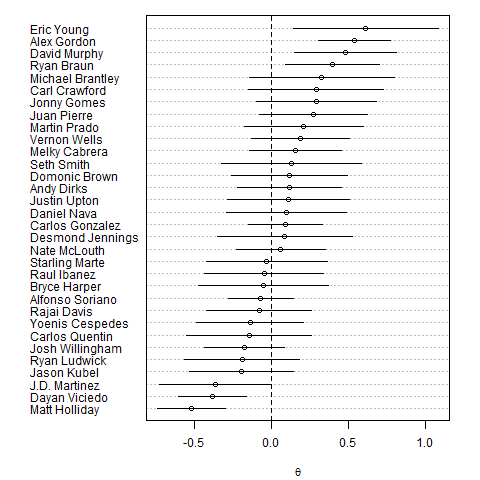 Eric Young
Alex Gordon
David Murphy
Ryan Braun
Michael Brantley
Carl Crawford
Jonny Gomes
Juan Pierre
Martin Prado
Vernon Wells
Melky Cabrera
Seth Smith
Domonic Brown
Andy Dirks
Justin Upton
Daniel Nava
Carlos Gonzalez
Desmond Jennings
Nate McLouth
Starling Marte
Raul Ibanez
Bryce Harper
Alfonso Soriano
Rajai Davis
Yoenis Cespedes
Carlos Quentin
Josh Willingham
Ryan Ludwick
Jason Kubel
J.D. Martinez
Dayan Viciedo
Matt Holliday
-0.5 0.0 0.5 1.0
θ